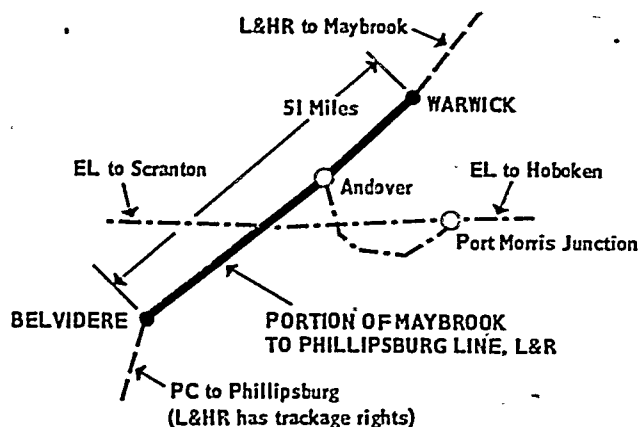 L&HR to Maybrook
51 Miles
WARWICK
EL to Scranton
Andover
EL to Hoboken
Port Morris Junction
BELVIDERE
PORTION OF MAYBROOK
TO PHILLIPSBURG LINE, L&R
PC to Phillipsburg
(L&HR has trackage rights)